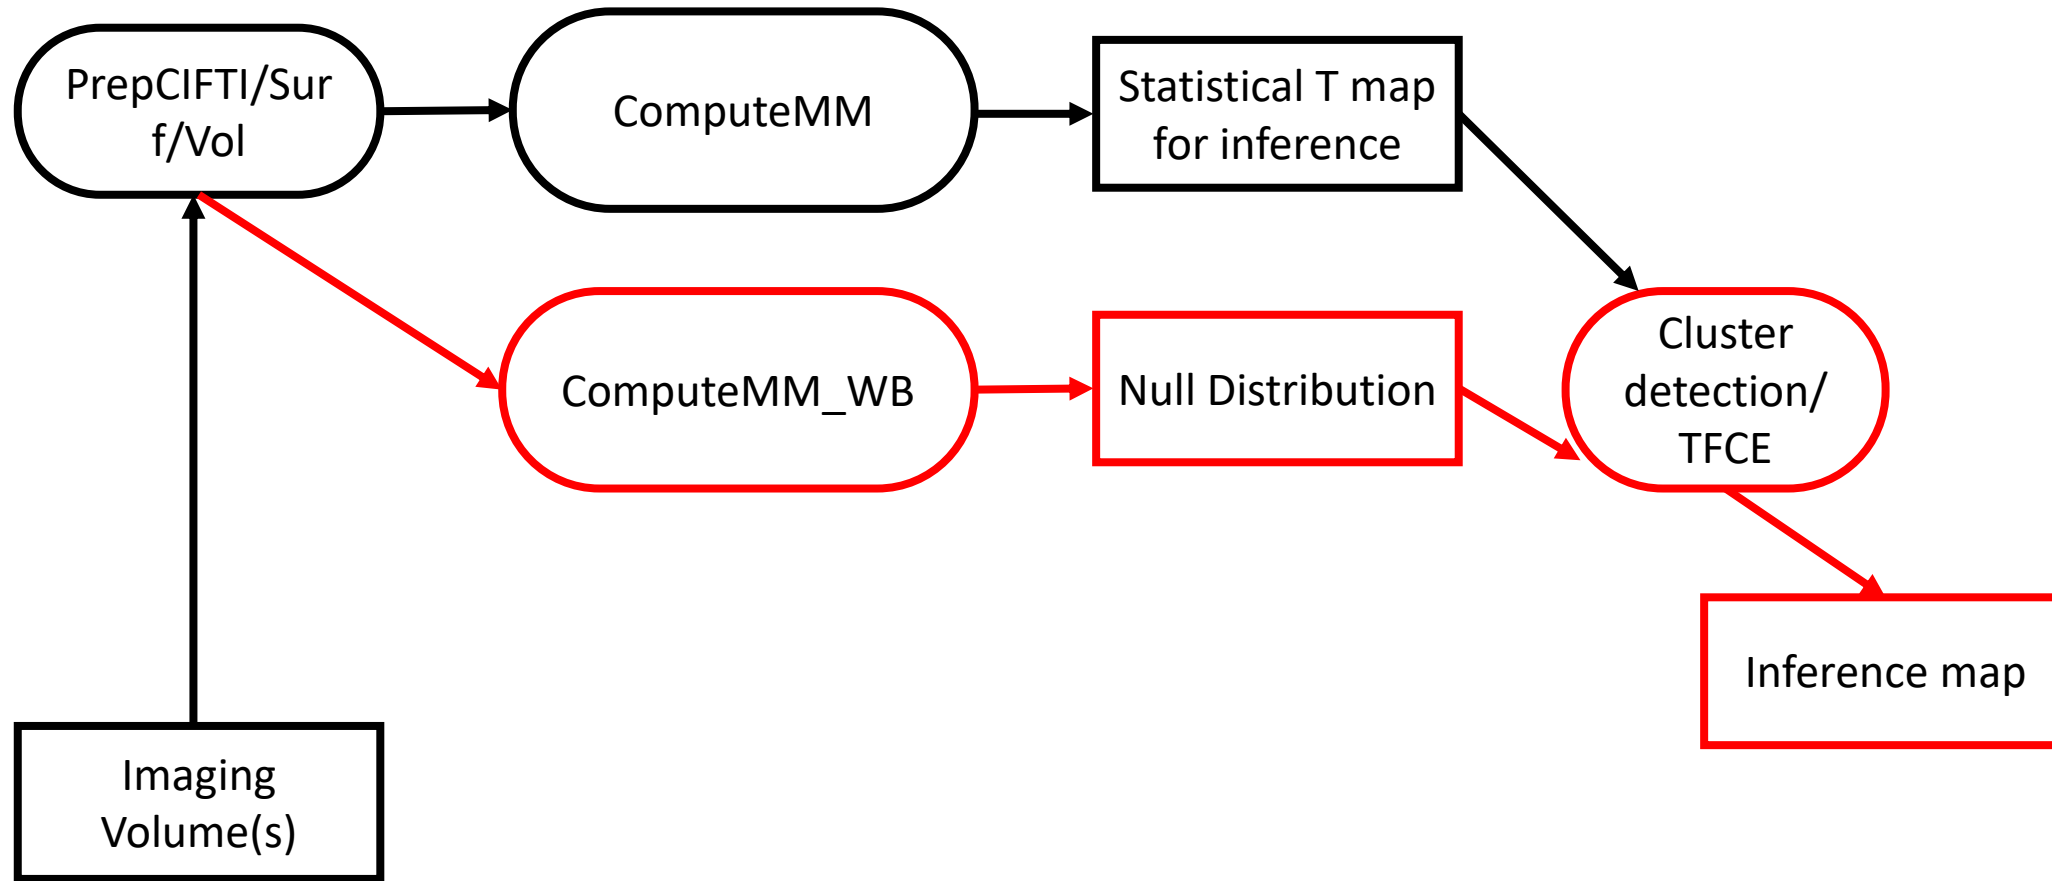 PrepCIFTI/Sur
f/Vol
ComputeMM
Statistical T map
for inference
ComputeMM_WB
Null Distribution
Cluster
detection/
TFCE
Inference map
Imaging
Volume(s)